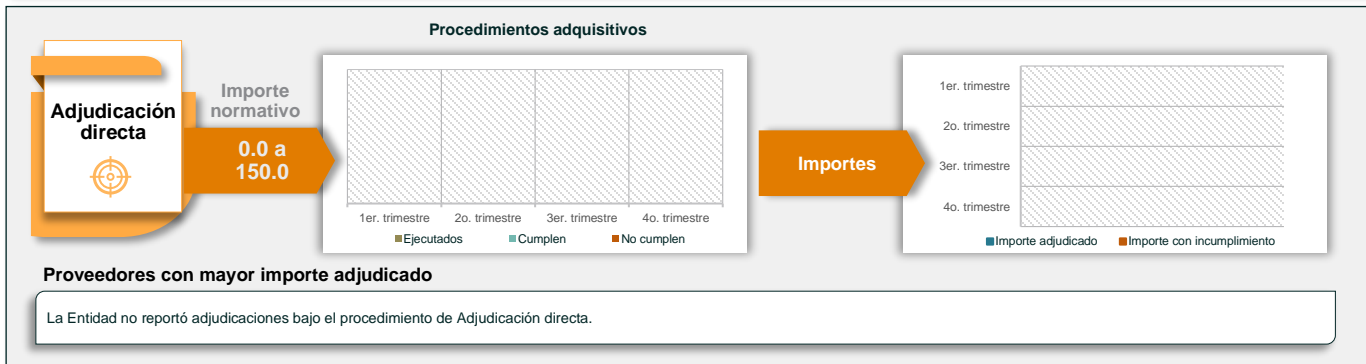 Procedimientos adquisitivos
Adjudicación
directa
Importe
normativo
0.0 a
150.0
1er. trimestre
2o. trimestre
3er. trimestre
4o. trimestre
Ejecutados
Cumplen
No cumplen
Importes
1er. trimestre
2o. trimestre
3er. trimestre
4o. trimestre
Importe adjudicado
Importe con incumplimiento
Proveedores con mayor importe adjudicado
La Entidad no reportó adjudicaciones bajo el procedimiento de Adjudicación directa.